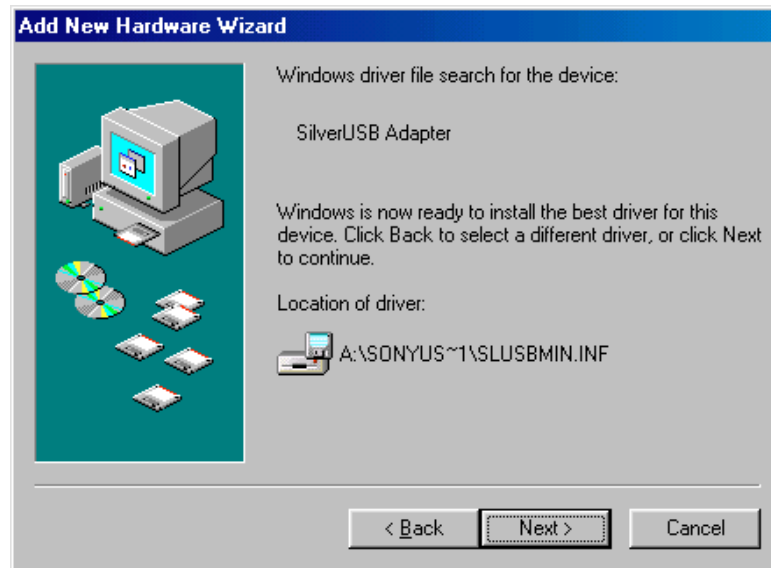 Add New Hardware Wizard
Windows driver file search for the device:
SilverUSB Adapter
Windows is now ready to install the best driver for this
device. Click Back to select a different driver, or click Next
to continue.
Location of driver:
A:\SONYUS~1\SLUSBMIN.INF
< Back
Next >
Cancel